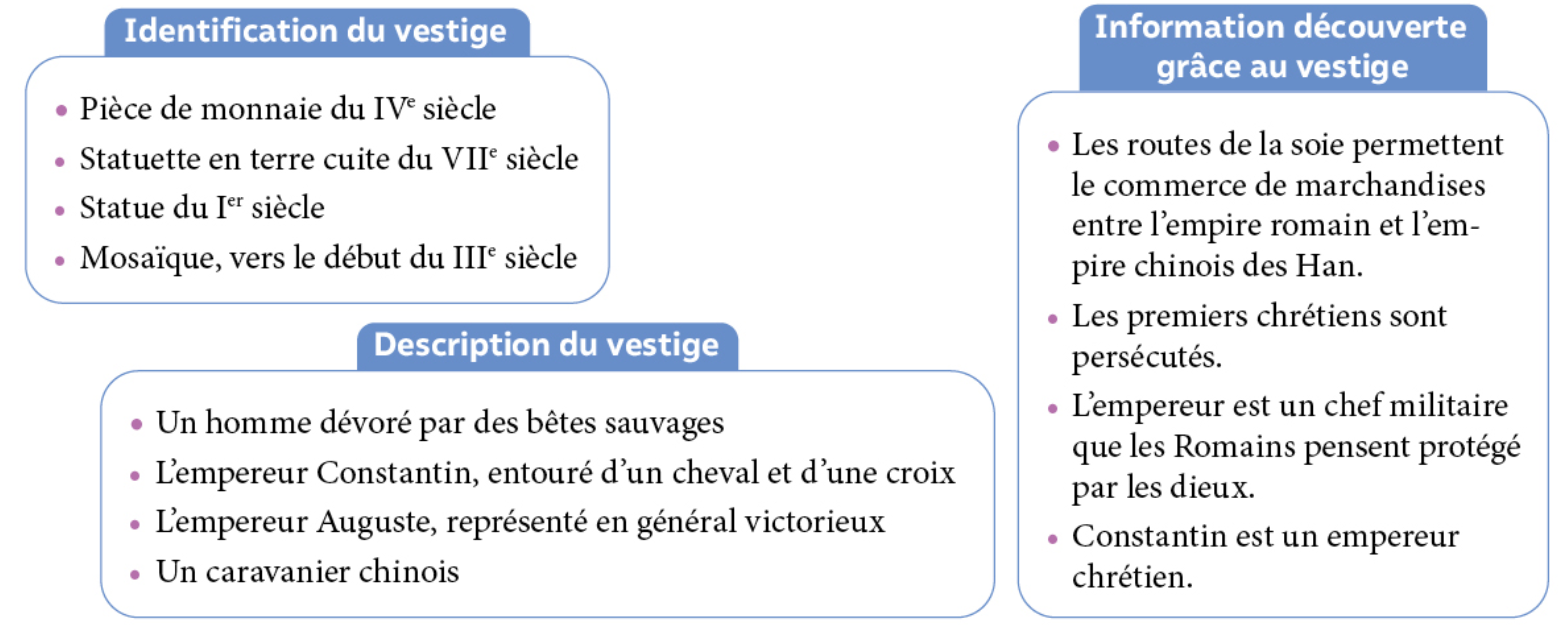 Identification du vestige
• Pièce de monnaie du IVe siècle
• Statuette en terre cuite du VIIe siècle
• Statue du Ier siècle
• Mosaïque, vers le début du IIIe siècle
Description du vestige
• Un homme dévoré par des bêtes sauvages
• L’empereur Constantin, entouré d’un cheval et d’une croix
• L’empereur Auguste, représenté en général victorieux
• Un caravanier chinois
Information découverte
grâce au vestige
• Les routes de la soie permettent
le commerce de marchandises
entre l’empire romain et l’em-
pire chinois des Han.
• Les premiers chrétiens sont
persécutés.
• L’empereur est un chef militaire
que les Romains pensent protégé
par les dieux.
• Constantin est un empereur
chrétien.